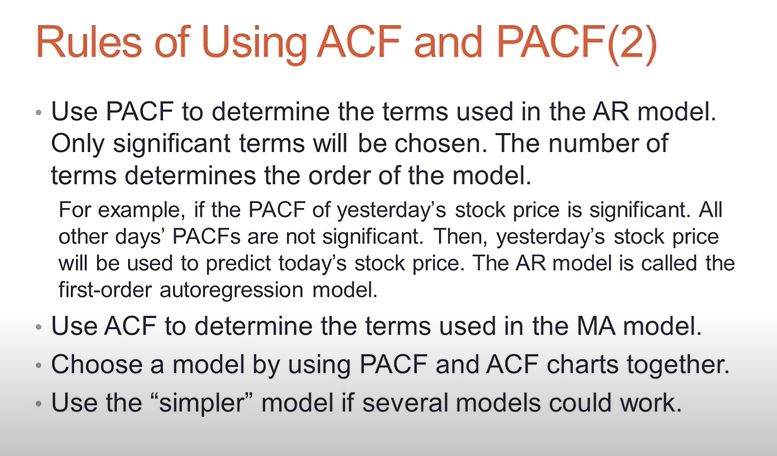 Rules of Using ACF and PACF(2)
• Use PACF to determine the terms used in the AR model.
Only significant terms will be chosen. The number of
terms determines the order of the model.
For example, if the PACF of yesterday's stock price is significant. All
other days' PACFs are not significant. Then, yesterday's stock price
will be used to predict today's stock price. The AR model is called the
first-order autoregression model.
• Use ACF to determine the terms used in the MA model.
• Choose a model by using PACF and ACF charts together.
• Use the “simpler” model if several models could work.